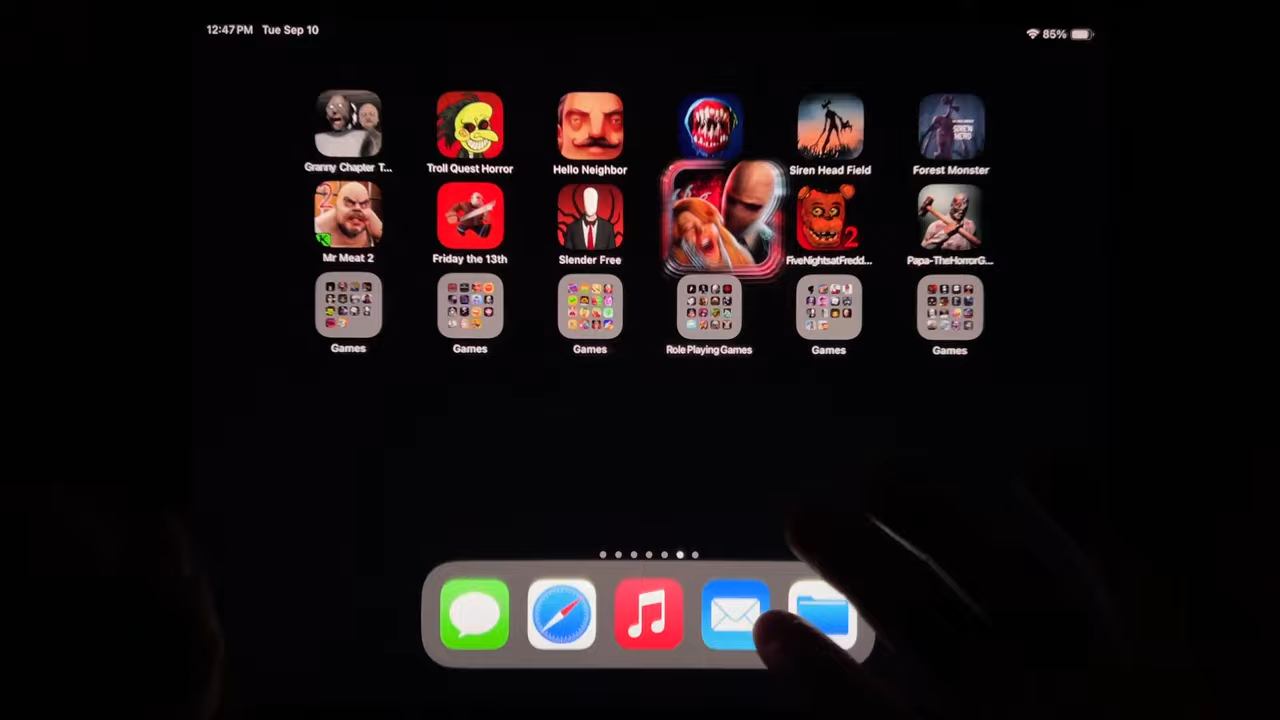 12:47 PM Tue Sep 10
85%
Granny Chapter T...
Troll Quest Horror
Hello Neighbor
Siren Head Field
Forest Monster
Mr Meat 2
Friday the 13th
Slender Free
FiveNightsatFredd...
Papa-TheHorrorG...
Games
Games
Games
Role Playing Games
Games
Games